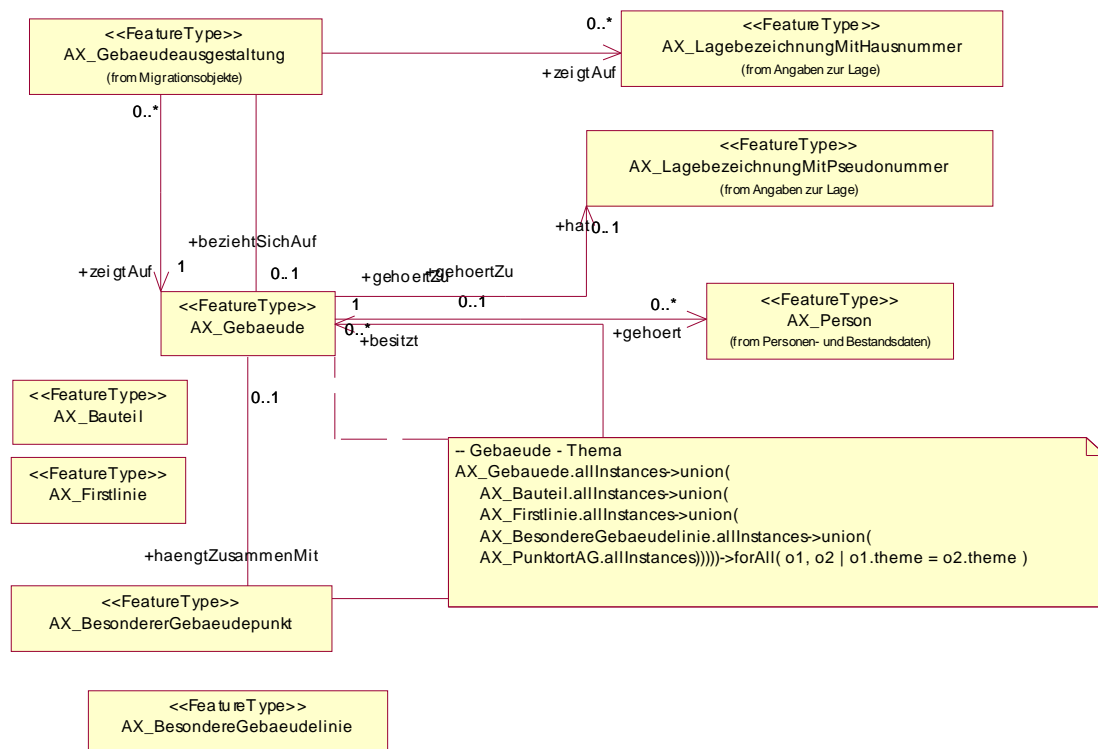 <<FeatureType>>
AX_Gebaeudeausgestaltung
(from Migrationsobjekte)
0..*
<<FeatureType>>
AX_LagebezeichnungMitHausnummer
(from Angaben zur Lage)
+zeigtAuf
0..*
<<FeatureType>>
AX_LagebezeichnungMitPseudonummer
(from Angaben zur Lage)
+hat
0..1
+beziehtSichAuf
+zeigtAuf
1
0..1
+gehoertZu
+gehoertZu
<<FeatureType>>
AX_Gebaeude
1
0..1
0..*
<<FeatureType>>
AX_Person
(from Personen- und Bestandsdaten)
0..*
+besitzt
+gehoert
<<FeatureType>>
AX_Bauteil
0..1
<<FeatureType>>
AX_Firstlinie
-- Gebaeude - Thema
AX_Gebauede.allInstances->union(
AX_Bauteil.allInstances->union(
AX_Firstlinie.allInstances->union(
AX_BesondereGebaeudelinie.allInstances->union(
AX_PunktortAG.allInstances)))))->forAll( o1, o2 | o1.theme = o2.theme )
+haengtZusammenMit
<<FeatureType>>
AX_BesondererGebaeudepunkt
<<FeatureType>>
AX_BesondereGebaeudelinie